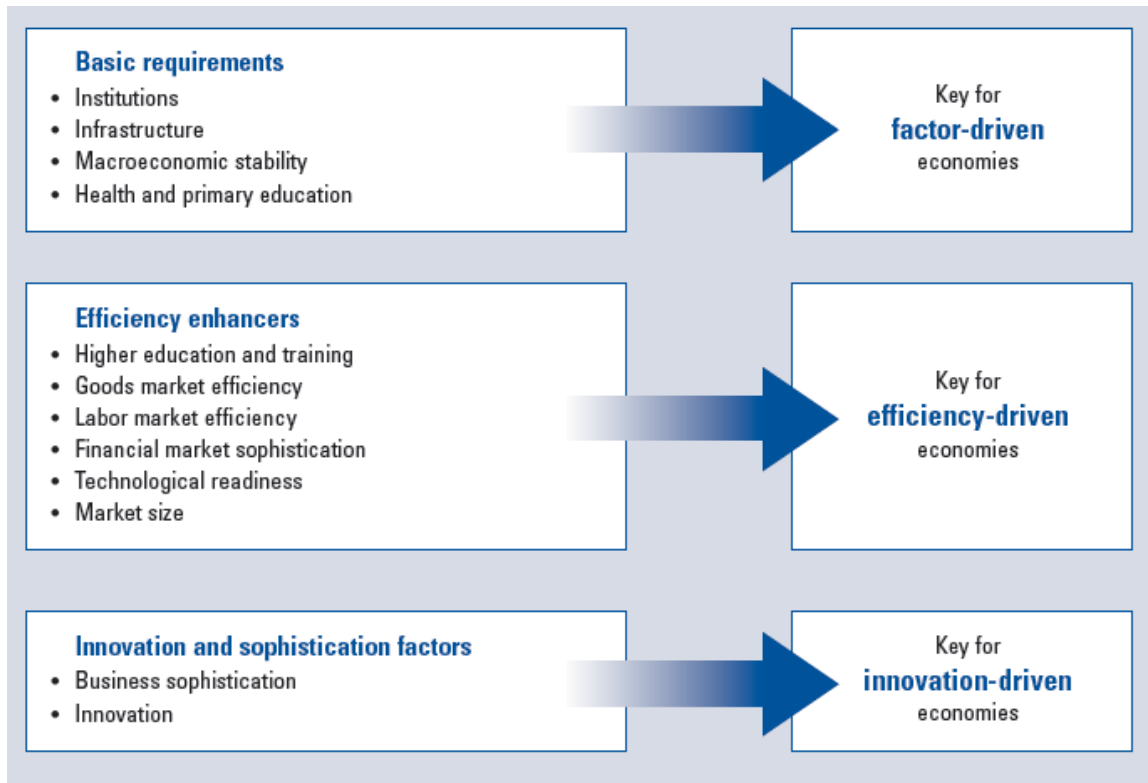 Basic requirements
• Institutions
• Infrastructure
• Macroeconomic stability
• Health and primary education
Key for
factor-driven
economies
Efficiency enhancers
• Higher education and training
• Goods market efficiency
• Labor market efficiency
• Financial market sophistication
• Technological readiness
• Market size
Key for
efficiency-driven
economies
Innovation and sophistication factors
• Business sophistication
• Innovation
Key for
innovation-driven
economies